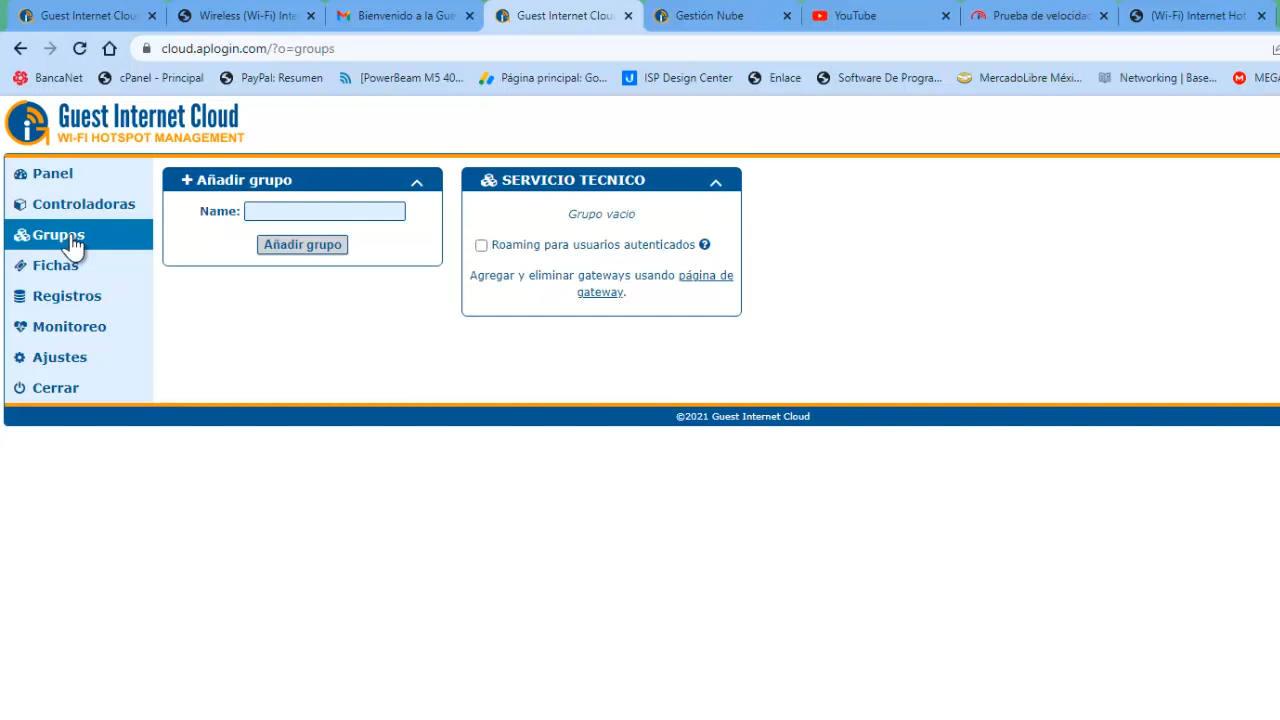 Guest Internet Clou
Wireless (Wi-Fi) Inte
Bienvenido a la Gue
Guest Internet Clou
Gestión Nube
YouTube
Prueba de velocidad
(Wi-Fi) Internet Hot
cloud.aplogin.com/?o=groups
BancaNet
cPanel - Principal
PayPal: Resumen
[PowerBeam M5 40...
Página principal: Go...
ISP Design Center
Enlace
Software De Progra...
MercadoLibre Méxi...
Networking | Base...
MEGA
Guest Internet Cloud
WI-FI HOTSPOT MANAGEMENT
Panel
Controladoras
Grupos
Fichas
Registros
Monitoreo
Ajustes
Cerrar
Añadir grupo
Name:
Añadir grupo
SERVICIO TECNICO
Grupo vacio
Roaming para usuarios autenticados
Agregar y eliminar gateways usando página de
gateway.
©2021 Guest Internet Cloud